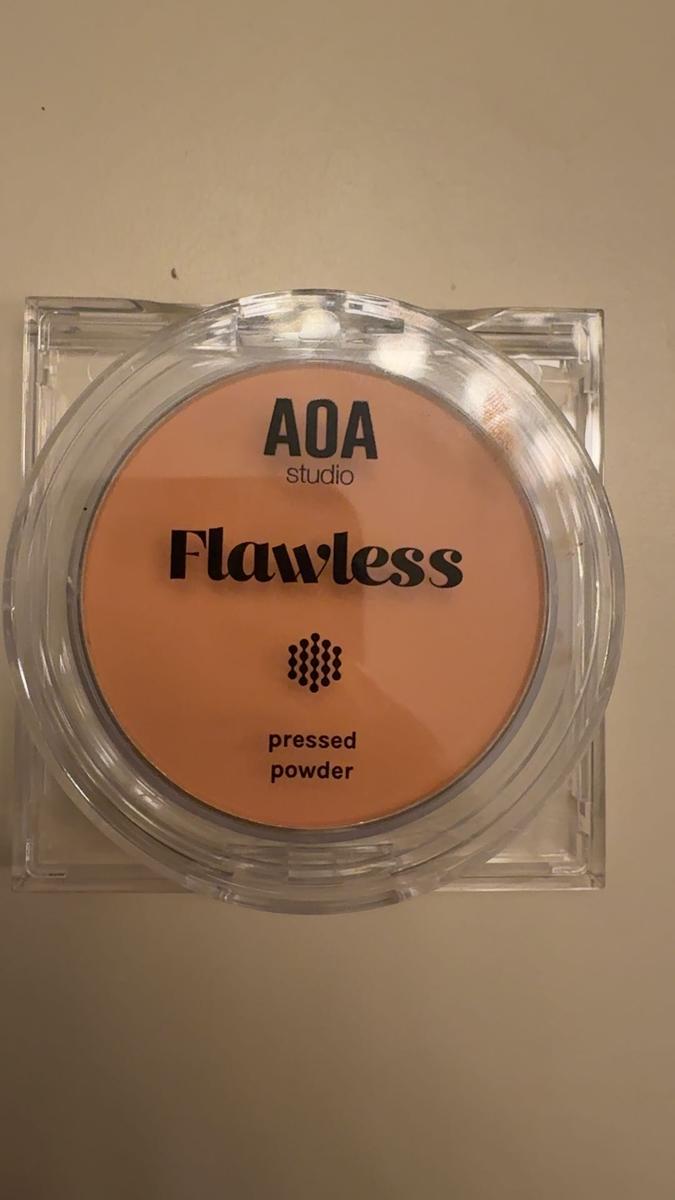 AOA
studio
Flawless
pressed
powder